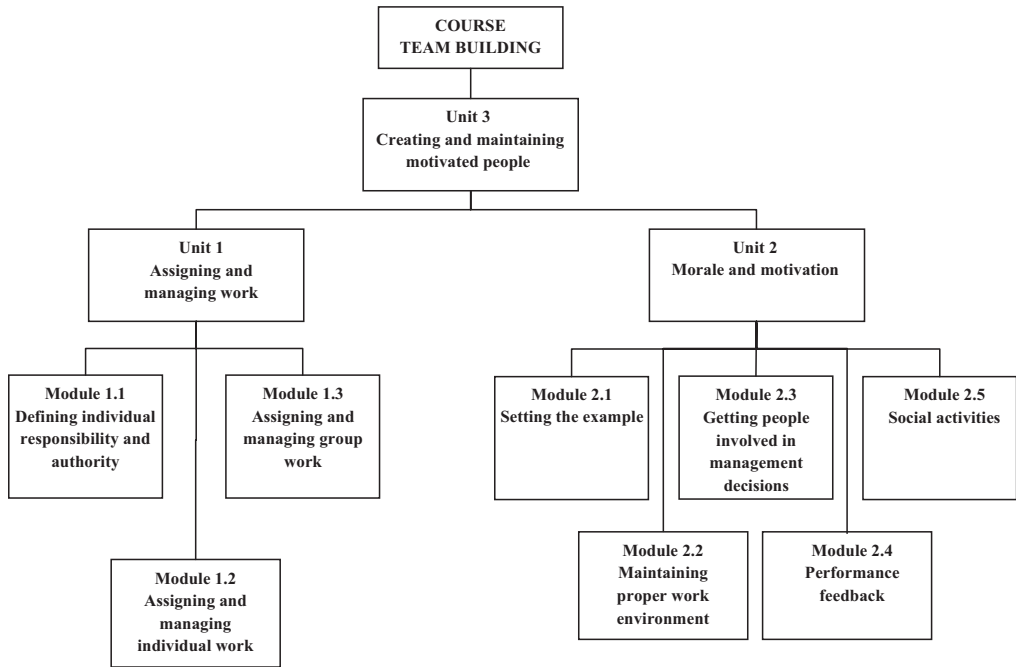 COURSE
TEAM BUILDING
Unit 3
Creating and maintaining
motivated people
Unit 1
Assigning and
managing work
Unit 2
Morale and motivation
Module 1.1
Defining individual
responsibility and
authority
Module 1.3
Assigning and
managing group
work
Module 2.1
Setting the example
Module 2.3
Getting people
involved in
management
decisions
Module 2.5
Social activities
Module 1.2
Assigning and
managing
individual work
Module 2.2
Maintaining
proper work
environment
Module 2.4
Performance
feedback